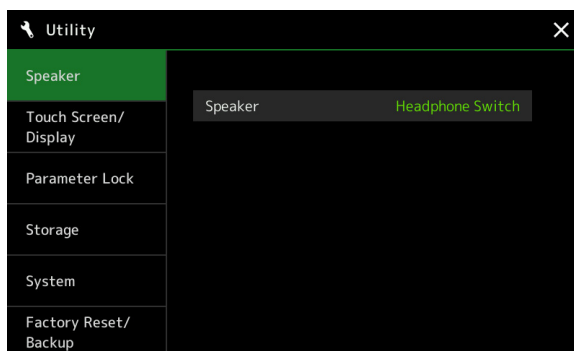 Utility
Speaker
Speaker Headphone Switch
Touch Screen/
Display
Parameter Lock
Storage
System
Factory Reset/
Backup